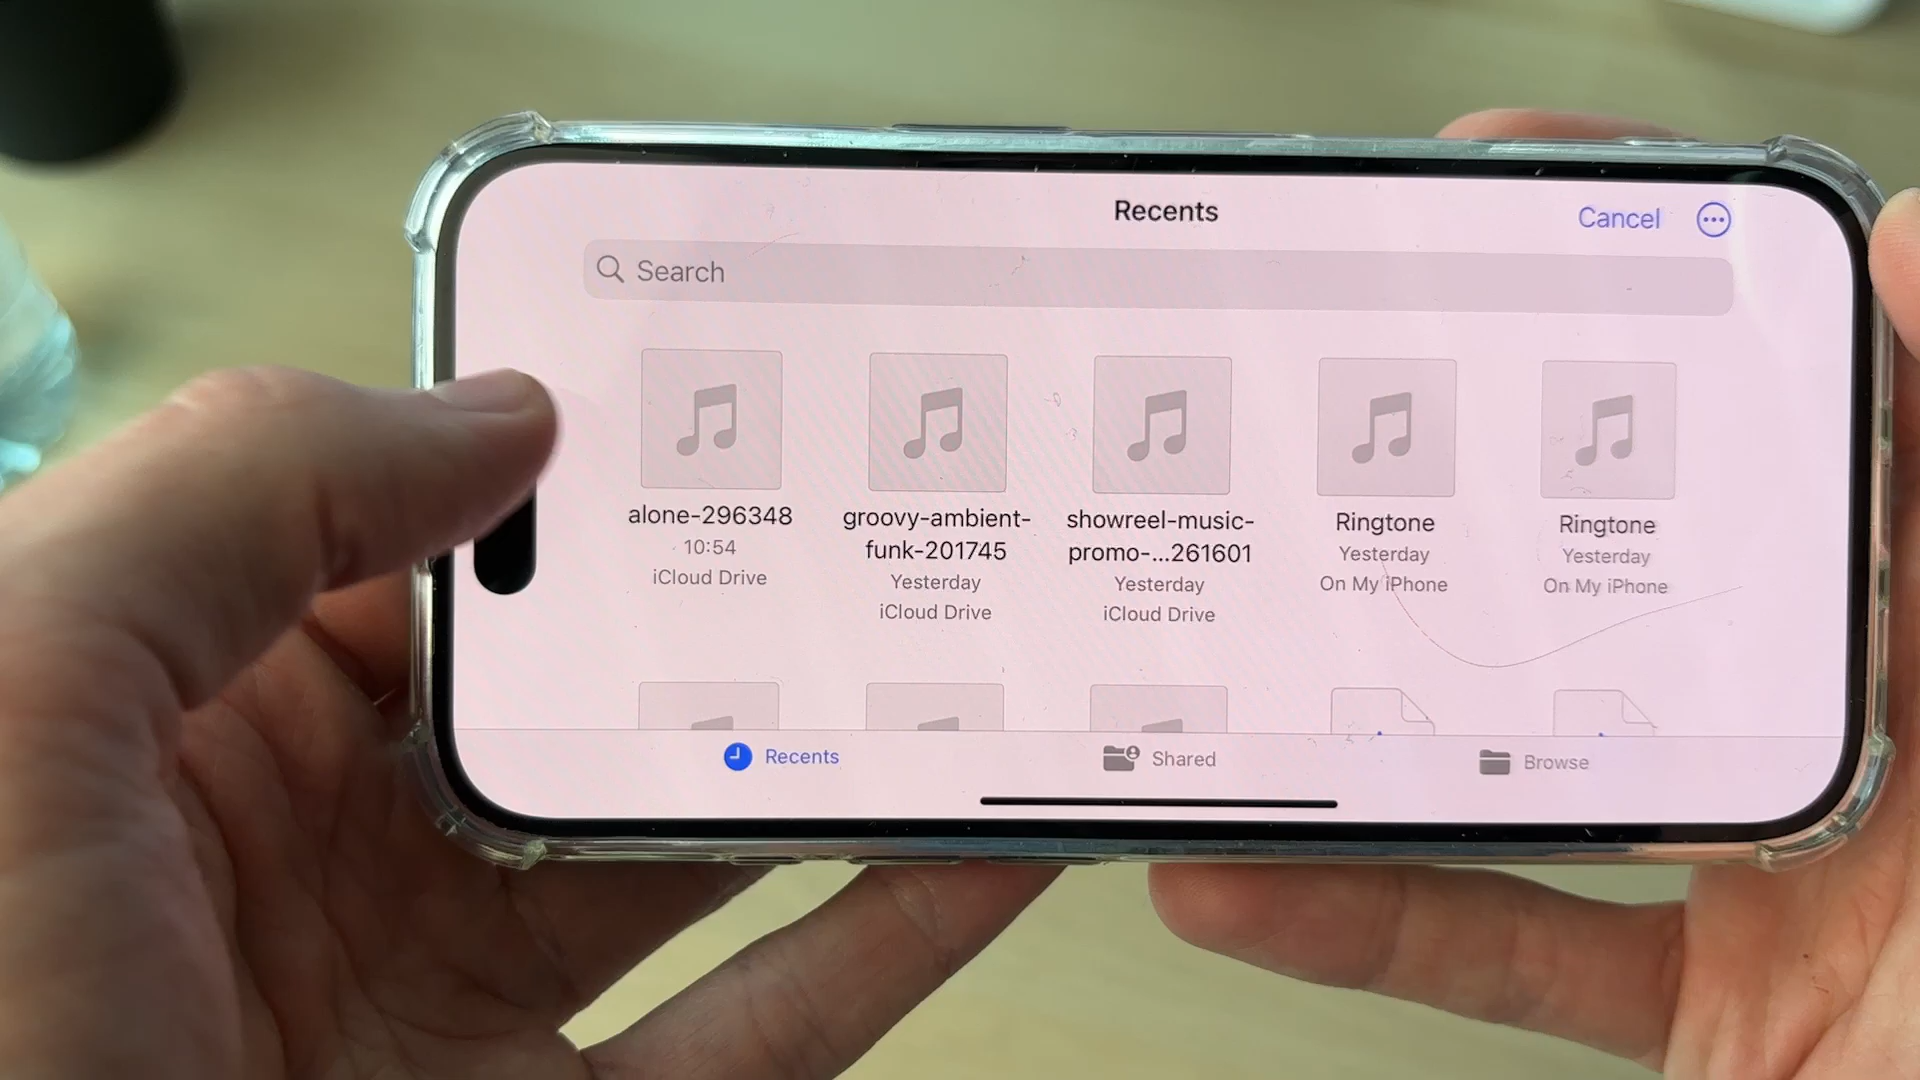 Recents
Cancel
Search
alone-296348
10:54
iCloud Drive
groovy-ambient-
funk-201745
Yesterday
iCloud Drive
showreel-music-
promo-...261601
Yesterday
iCloud Drive
Ringtone
Yesterday
On My iPhone
Ringtone
Yesterday
On My iPhone
Recents
Shared
Browse